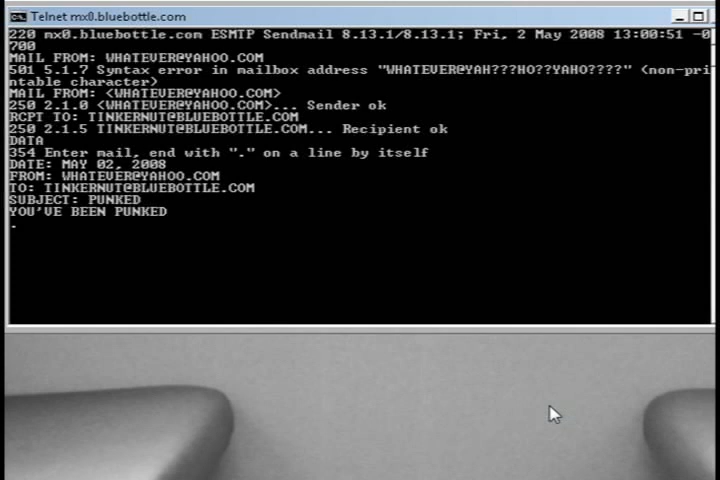 Telnet mx0.bluebottle.com
220 mx0.bluebottle.com ESMTP Sendmail 8.13.1/8.13.1; Fri, 2 May 2008 13:00:51 -0
700
MAIL FROM: WHATEVER@YAHOO.COM
501 5.1.7 Syntax error in mailbox address "WHATEVER@YAH???HO??YAHO????" (non-pri
ntable character)
MAIL FROM: <WHATEVER@YAHOO.COM>
250 2.1.0 <WHATEVER@YAHOO.COM>... Sender ok
RCPT TO: TINKERNUT@BLUEBOTTLE.COM
250 2.1.5 TINKERNUT@BLUEBOTTLE.COM... Recipient ok
DATA
354 Enter mail, end with "." on a line by itself
DATE: MAY 02, 2008
FROM: WHATEVER@YAHOO.COM
TO: TINKERNUT@BLUEBOTTLE.COM
SUBJECT: PUNKED
YOU'VE BEEN PUNKED
.